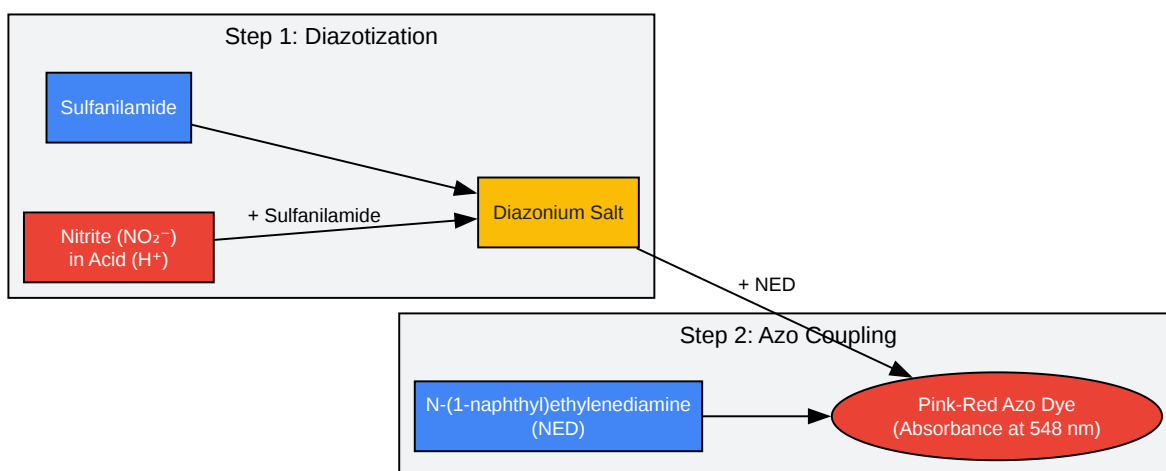 Step 1: Diazotization
Sulfanilamide
Nitrite (NO₂⁻)
in Acid (H⁺)
+ Sulfanilamide
Diazonium Salt
+ NED
Step 2: Azo Coupling
N-(1-naphthyl)ethylenediamine
(NED)
Pink-Red Azo Dye
(Absorbance at 548 nm)